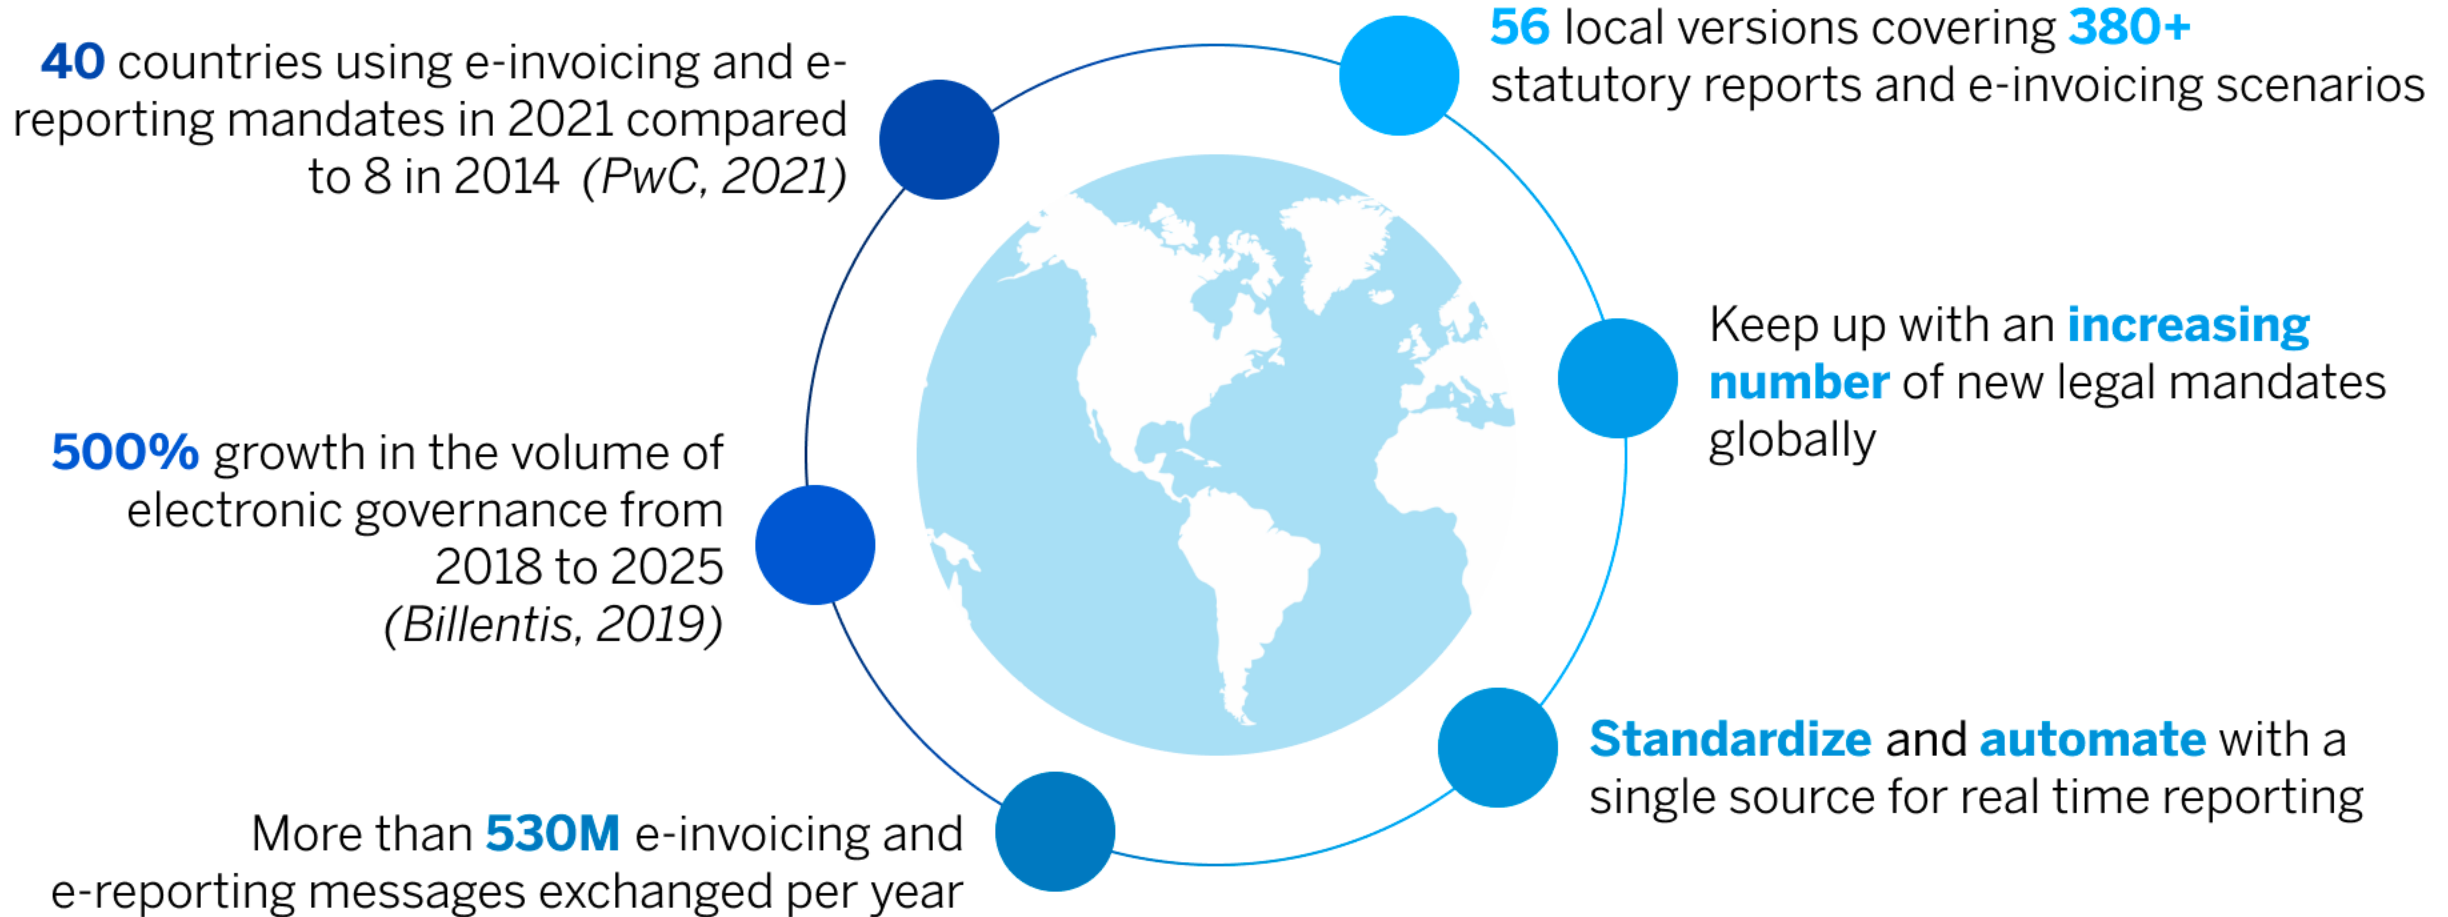 40 countries using e-invoicing and e-
reporting mandates in 2021 compared
to 8 in 2014 (PwC, 2021)
500% growth in the volume of
electronic governance from
2018 to 2025
(Billentis, 2019)
More than 530M e-invoicing and
e-reporting messages exchanged per year
56 local versions covering 380+
statutory reports and e-invoicing scenarios
Keep up with an increasing
number of new legal mandates
globally
Standardize and automate with a
single source for real time reporting